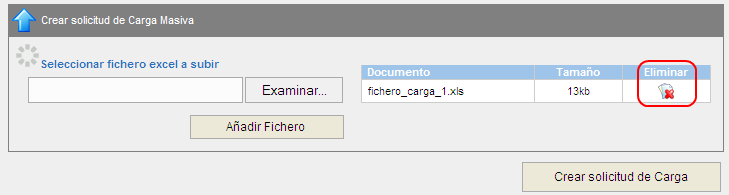 Crear solicitud de Carga Masiva
Seleccionar fichero excel a subir
Examinar...
Añadir Fichero
Documento Tamaño Eliminar
fichero_carga_1.xls 13kb
Crear solicitud de Carga